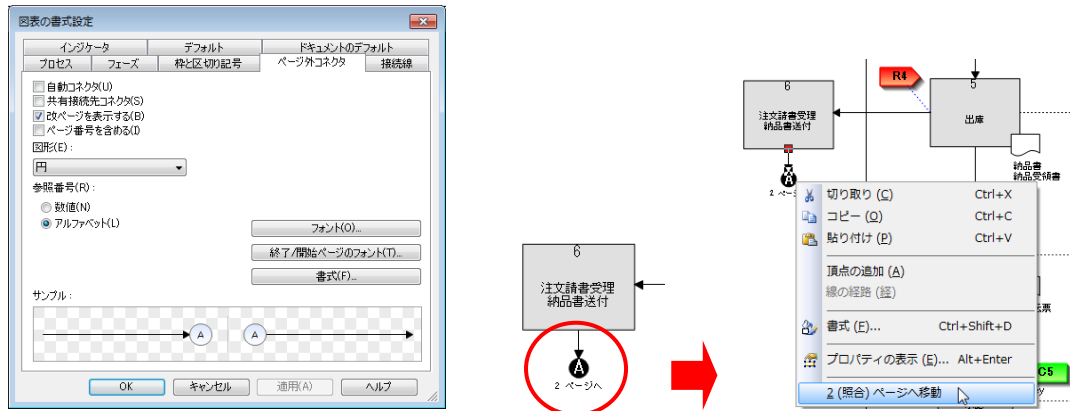 図表の書式設定
インジケータ
デフォルト
ドキュメントのデフォルト
プロセス
フェーズ
枠と区切り記号
ページ外コネクタ
接続線
自動コネクタ(U)
共有接続先コネクタ(S)
改ページを表示する(B)
ページ番号を含める(I)
図形(E):
円
参照番号(R):
数値(N)
アルファベット(L)
フォント(O)...
終了/開始ページのフォント(T)...
書式(F)...
サンプル:
A
A
OK
キャンセル
適用(A)
ヘルプ
6
注文請書受理
納品書送付
A
2 ページへ
R4
6
注文請書受理
納品書送付
5
出庫
納品書
納品受領書
A
2 ペー
切り取り (C)
Ctrl+X
コピー (O)
Ctrl+C
貼り付け (P)
Ctrl+V
頂点の追加 (A)
線の経路 (経)
書式 (F)...
Ctrl+Shift+D
プロパティの表示 (E)...
Alt+Enter
2 (照合) ページへ移動
票
C5